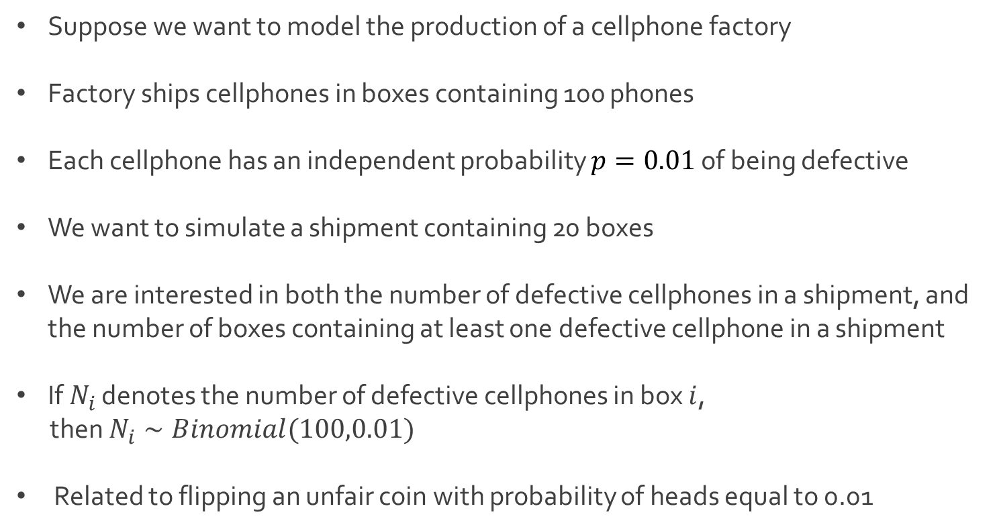 • Suppose we want to model the production of a cellphone factory
• Factory ships cellphones in boxes containing 100 phones
• Each cellphone has an independent probability 𝑝 = 0.01 of being defective
• We want to simulate a shipment containing 20 boxes
• We are interested in both the number of defective cellphones in a shipment, and
the number of boxes containing at least one defective cellphone in a shipment
• If 𝑁ᵢ denotes the number of defective cellphones in box 𝑖,
then 𝑁ᵢ ~ 𝐵𝑖𝑛𝑜𝑚𝑖𝑎𝑙(100,0.01)
• Related to flipping an unfair coin with probability of heads equal to 0.01